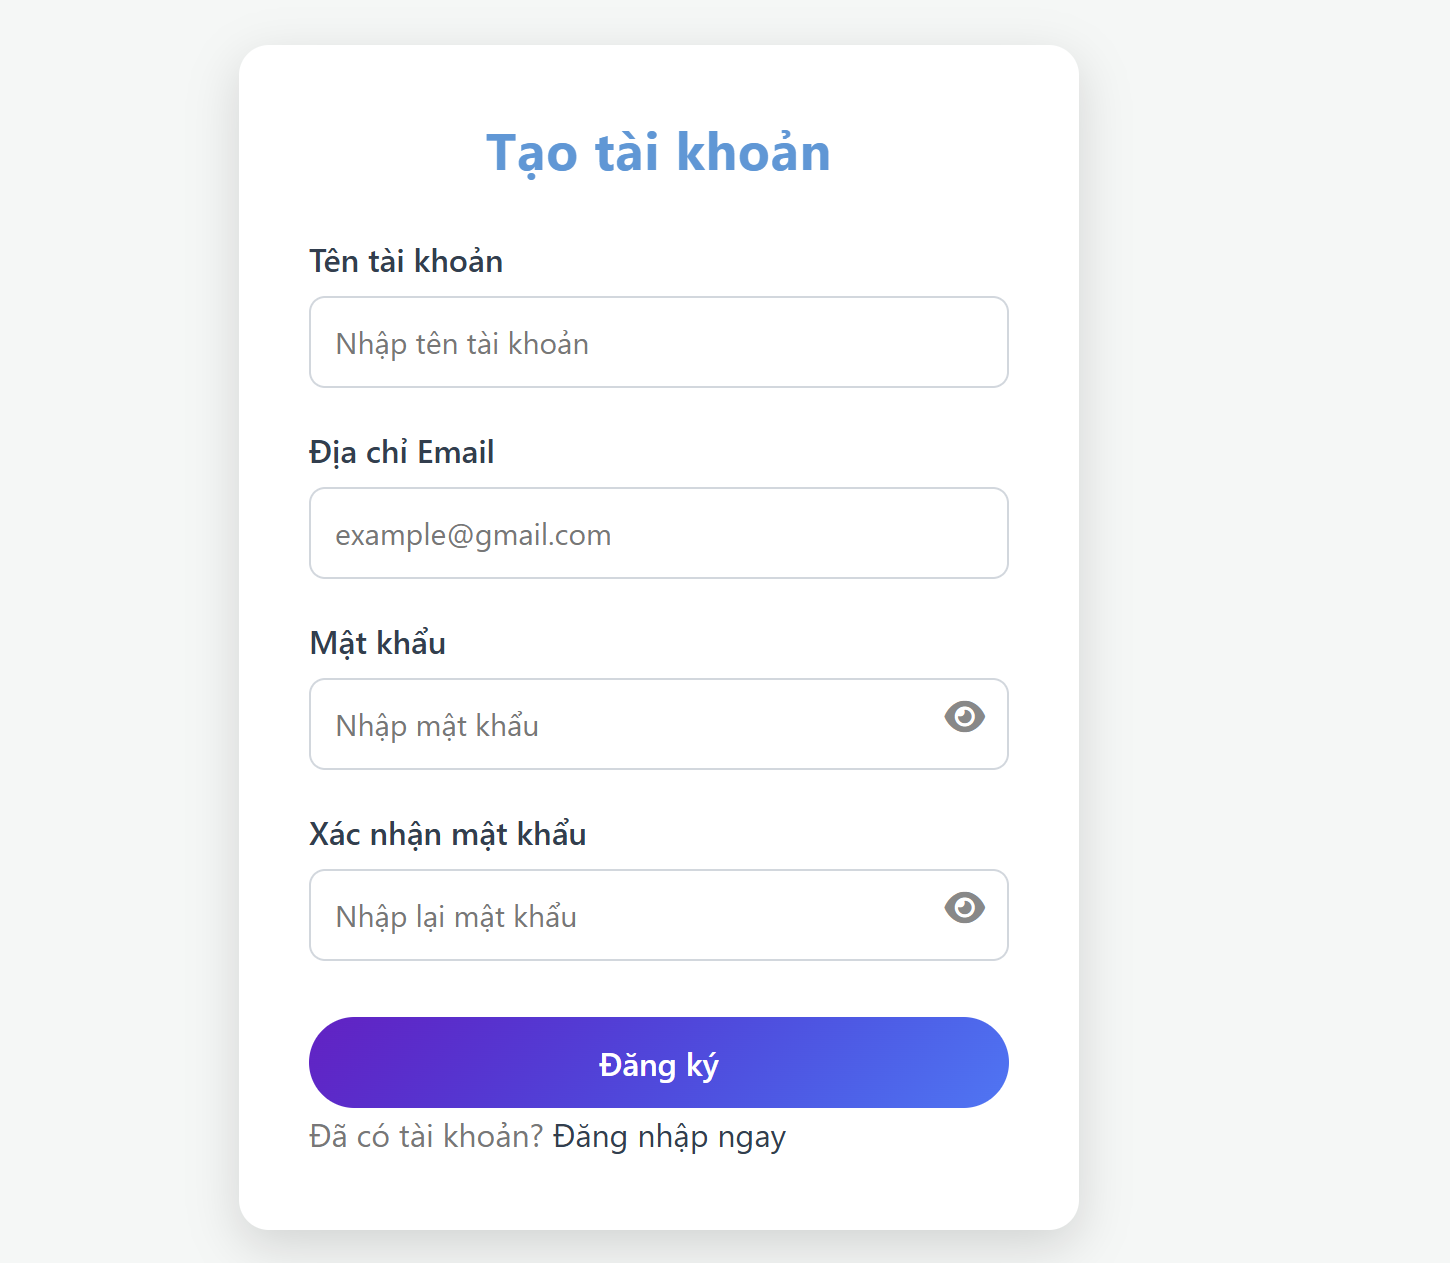 Tạo tài khoản
Tên tài khoản
Nhập tên tài khoản
Địa chỉ Email
example@gmail.com
Mật khẩu
Nhập mật khẩu
Xác nhận mật khẩu
Nhập lại mật khẩu
Đăng ký
Đã có tài khoản? Đăng nhập ngay